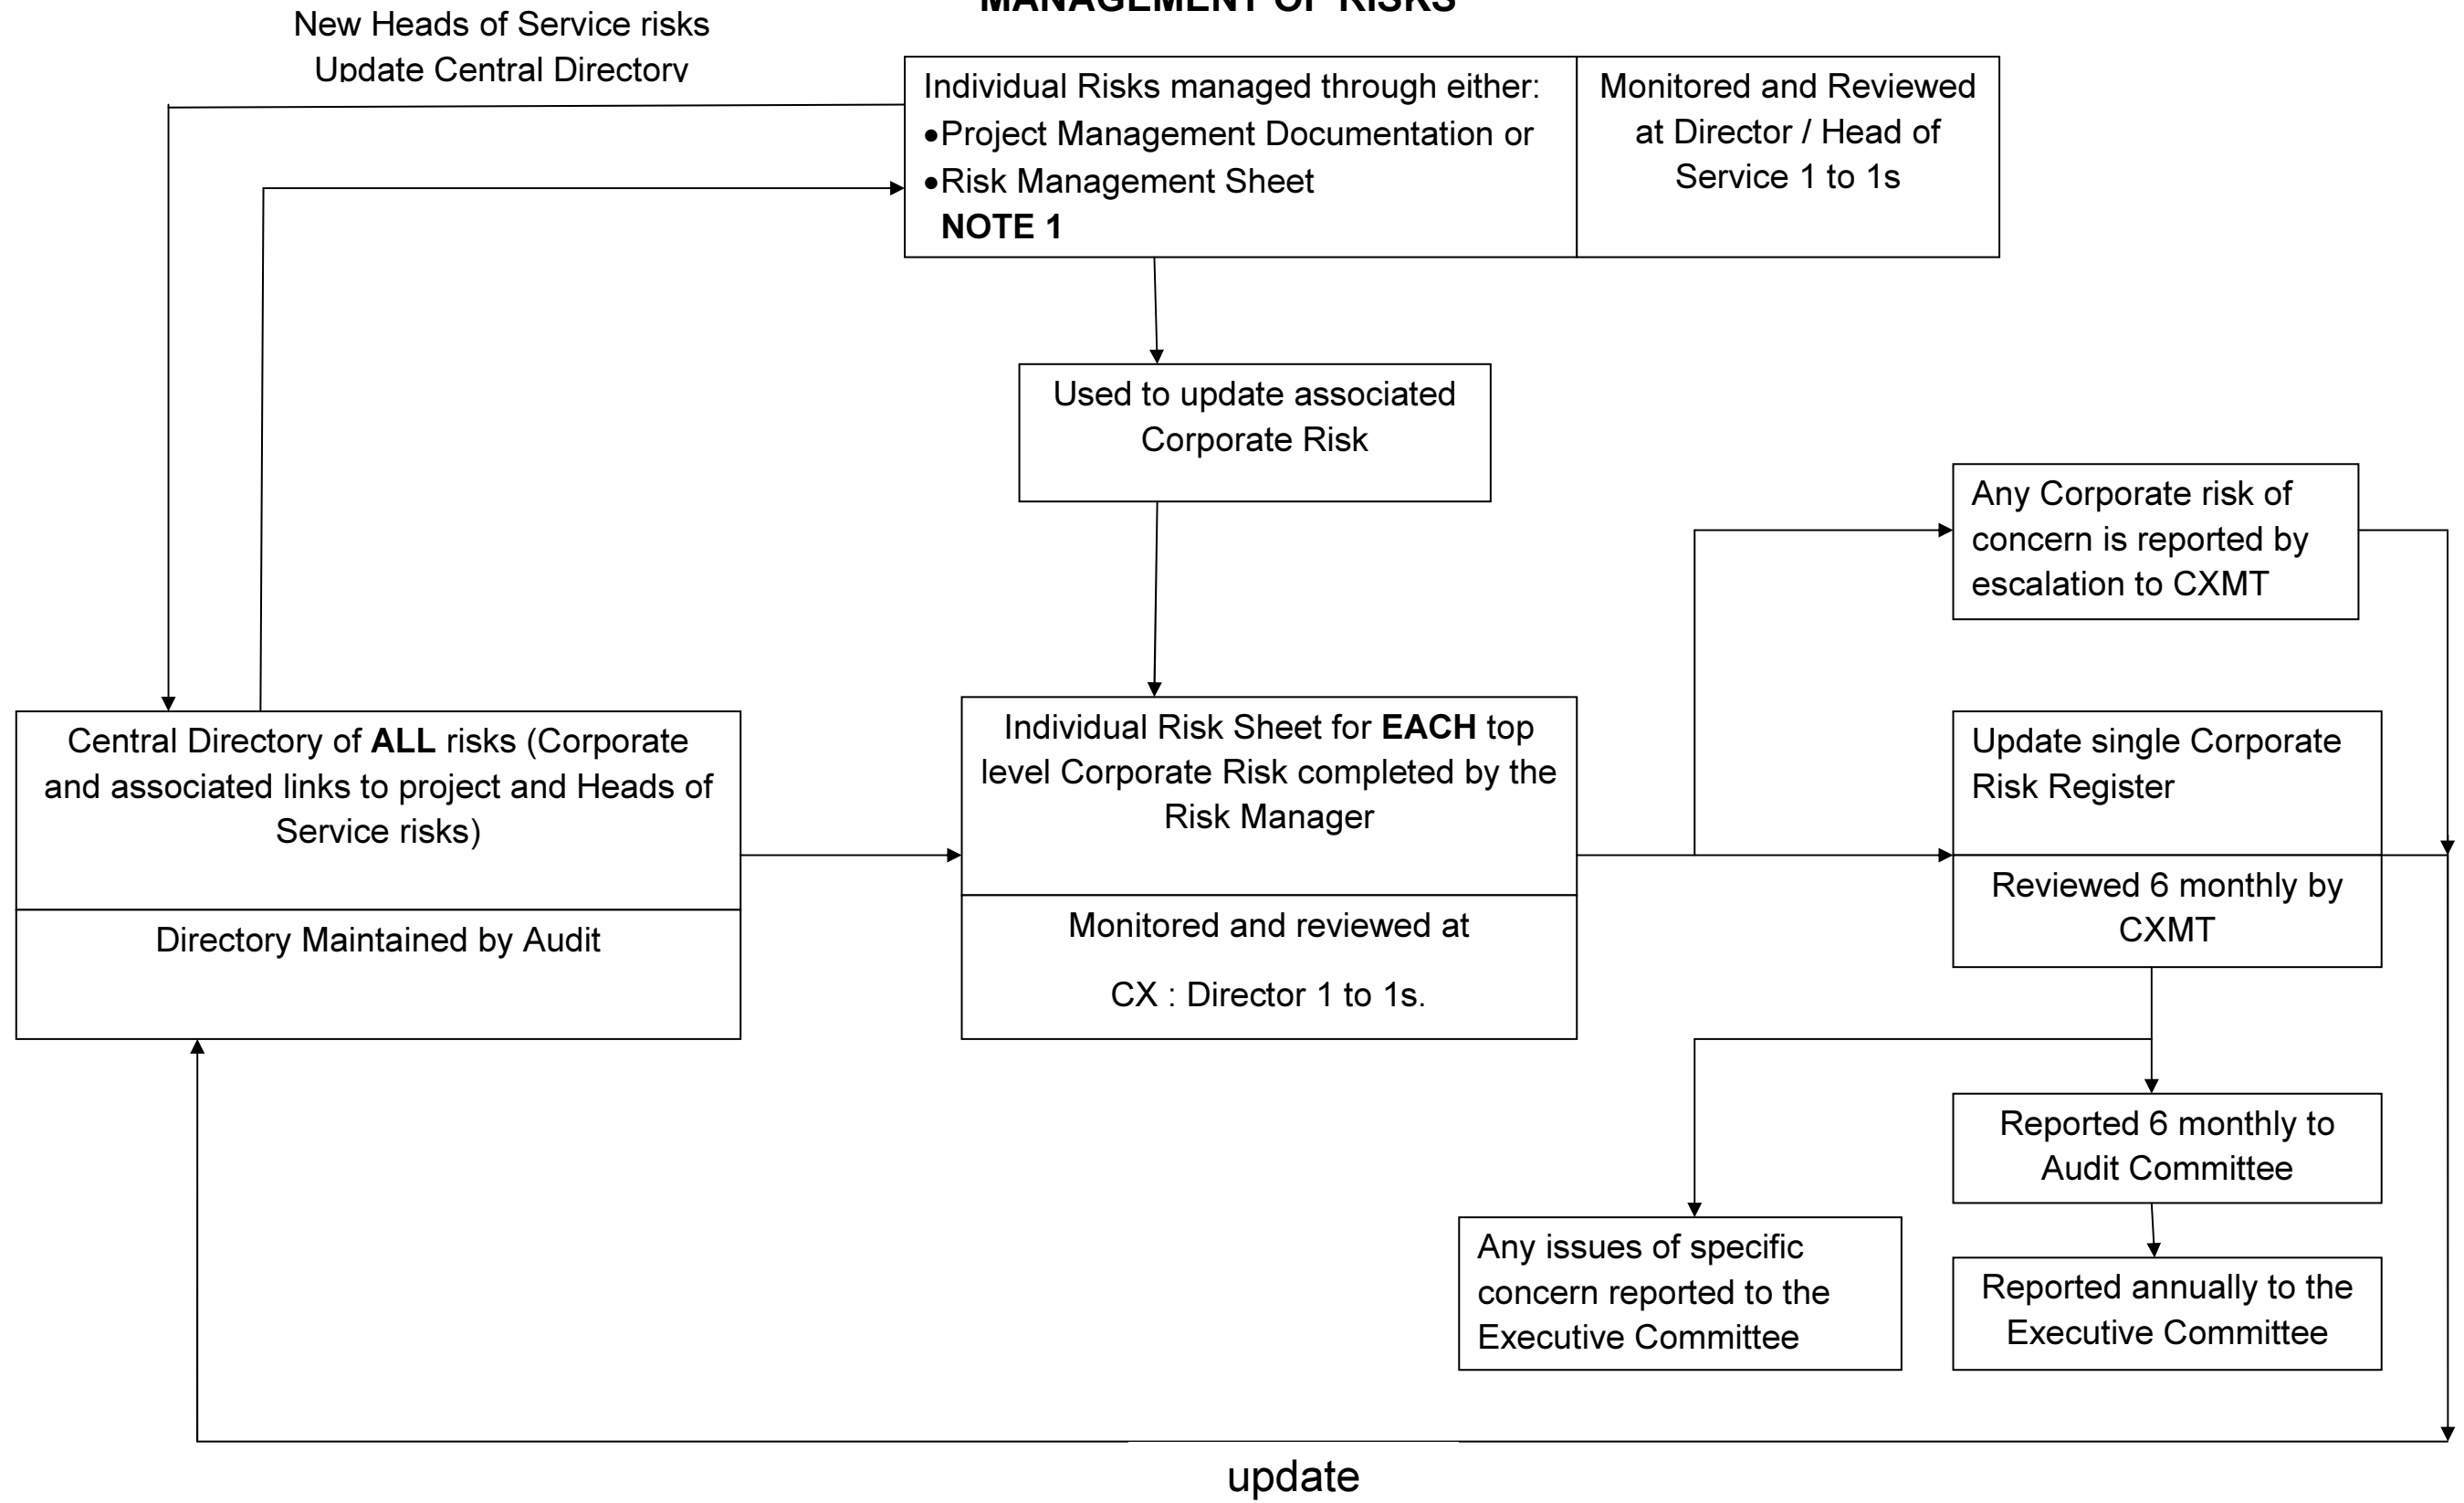 MANAGEMENT OF RISKS
New Heads of Service risks
Update Central Directory
Individual Risks managed through either:
•Project Management Documentation or
•Risk Management Sheet
NOTE 1
Monitored and Reviewed
at Director / Head of
Service 1 to 1s
Used to update associated
Corporate Risk
Any Corporate risk of
concern is reported by
escalation to CXMT
Central Directory of ALL risks (Corporate
and associated links to project and Heads of
Service risks)
Directory Maintained by Audit
Individual Risk Sheet for EACH top
level Corporate Risk completed by the
Risk Manager
Monitored and reviewed at
CX : Director 1 to 1s.
Update single Corporate
Risk Register
Reviewed 6 monthly by
CXMT
Reported 6 monthly to
Audit Committee
Any issues of specific
concern reported to the
Executive Committee
Reported annually to the
Executive Committee
update